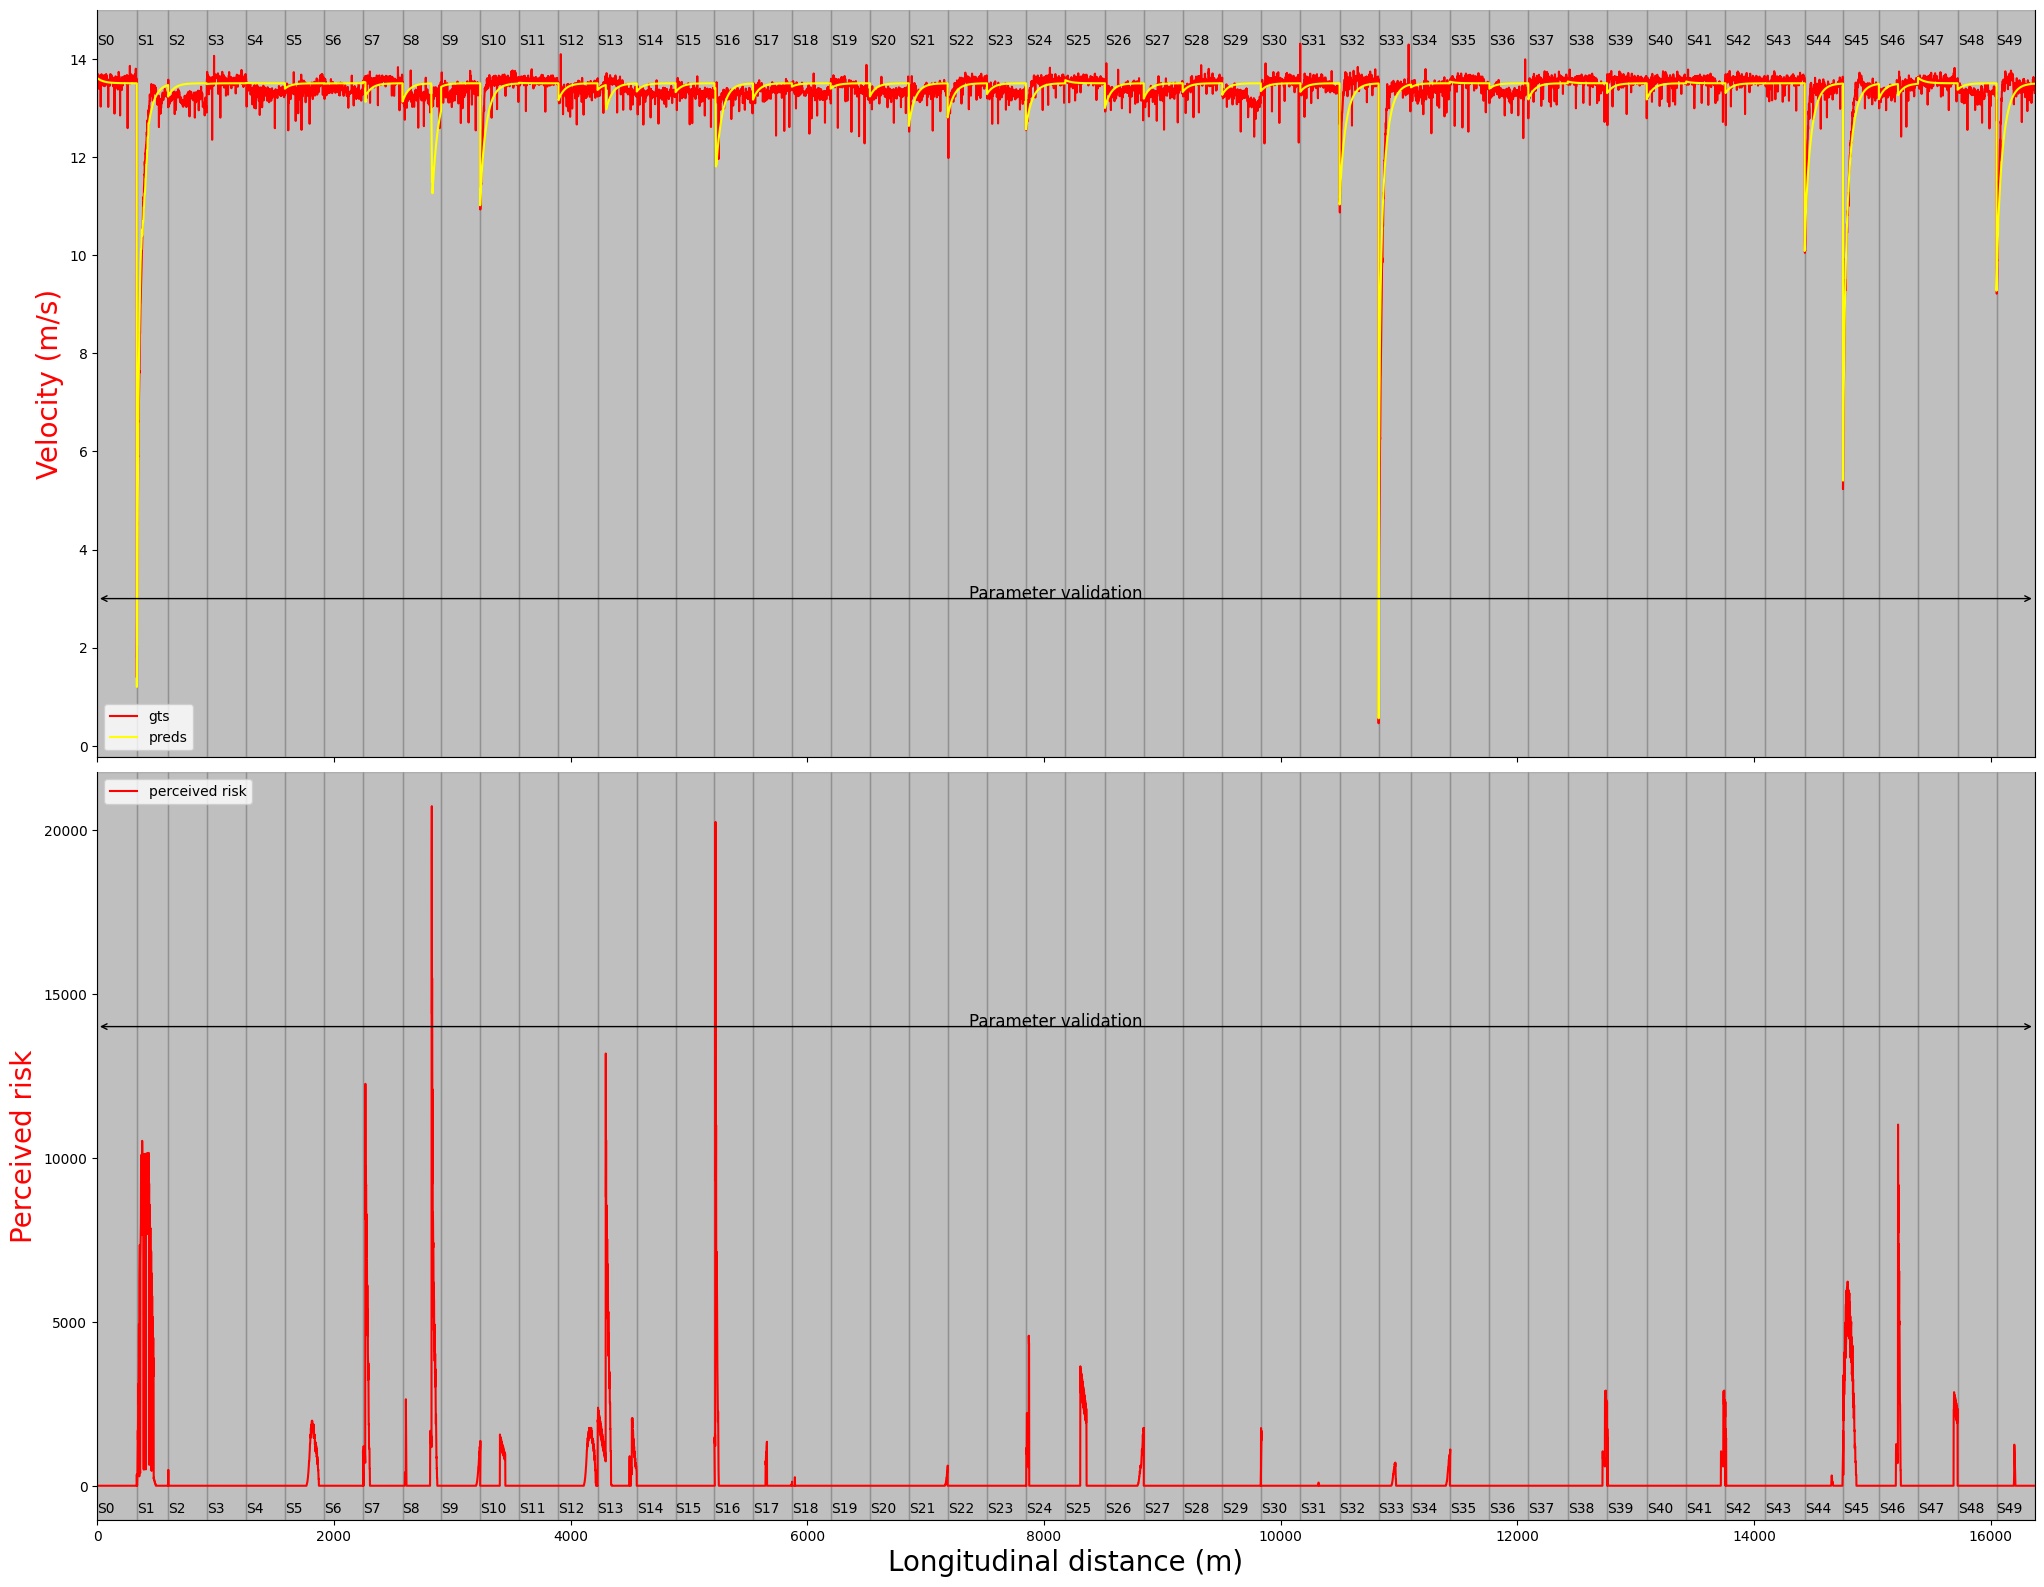 S0 S1 S2 S3 S4 S5 S6 S7 S8 S9 S10 S11 S12 S13 S14 S15 S16 S17 S18 S19 S20 S21 S22 S23 S24 S25 S26 S27 S28 S29 S30 S31 S32 S33 S34 S35 S36 S37 S38 S39 S40 S41 S42 S43 S44 S45 S46 S47 S48 S49
14
12
10
8
6
4
2
0
Velocity (m/s)
Parameter validation
gts
preds
perceived risk
20000
15000
10000
5000
0
Perceived risk
Parameter validation
S0 S1 S2 S3 S4 S5 S6 S7 S8 S9 S10 S11 S12 S13 S14 S15 S16 S17 S18 S19 S20 S21 S22 S23 S24 S25 S26 S27 S28 S29 S30 S31 S32 S33 S34 S35 S36 S37 S38 S39 S40 S41 S42 S43 S44 S45 S46 S47 S48 S49
0 2000 4000 6000 8000 10000 12000 14000 16000
Longitudinal distance (m)